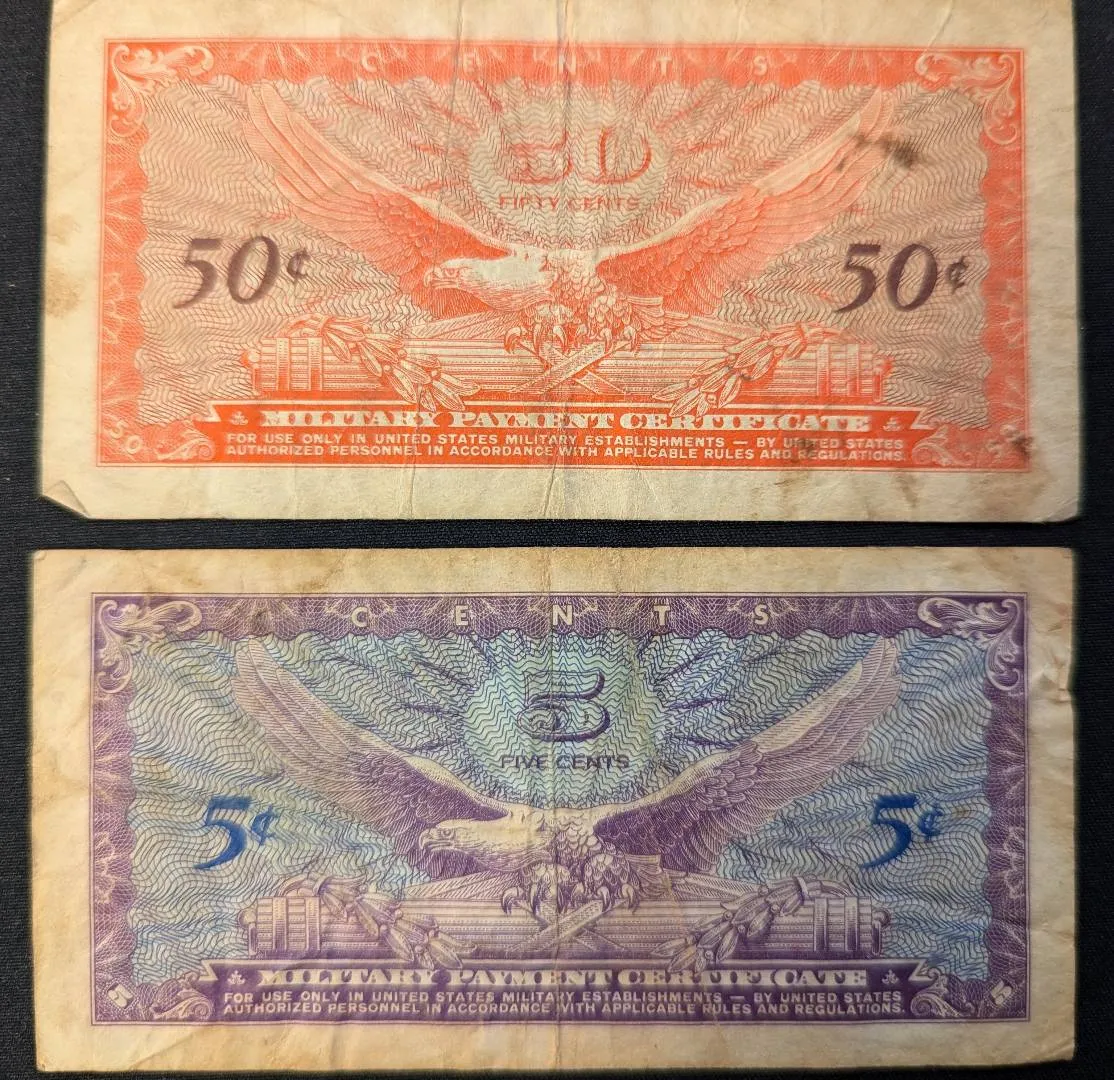 CENTS
50
FIFTY CENTS
50¢ 50¢
MILITARY PAYMENT CERTIFICATE
50 FOR USE ONLY IN UNITED STATES MILITARY ESTABLISHMENTS — BY UNITED STATES
AUTHORIZED PERSONNEL IN ACCORDANCE WITH APPLICABLE RULES AND REGULATIONS.
CENTS
5
FIVE CENTS
5¢ 5¢
MILITARY PAYMENT CERTIFICATE
5 FOR USE ONLY IN UNITED STATES MILITARY ESTABLISHMENTS — BY UNITED STATES 5
AUTHORIZED PERSONNEL IN ACCORDANCE WITH APPLICABLE RULES AND REGULATIONS.